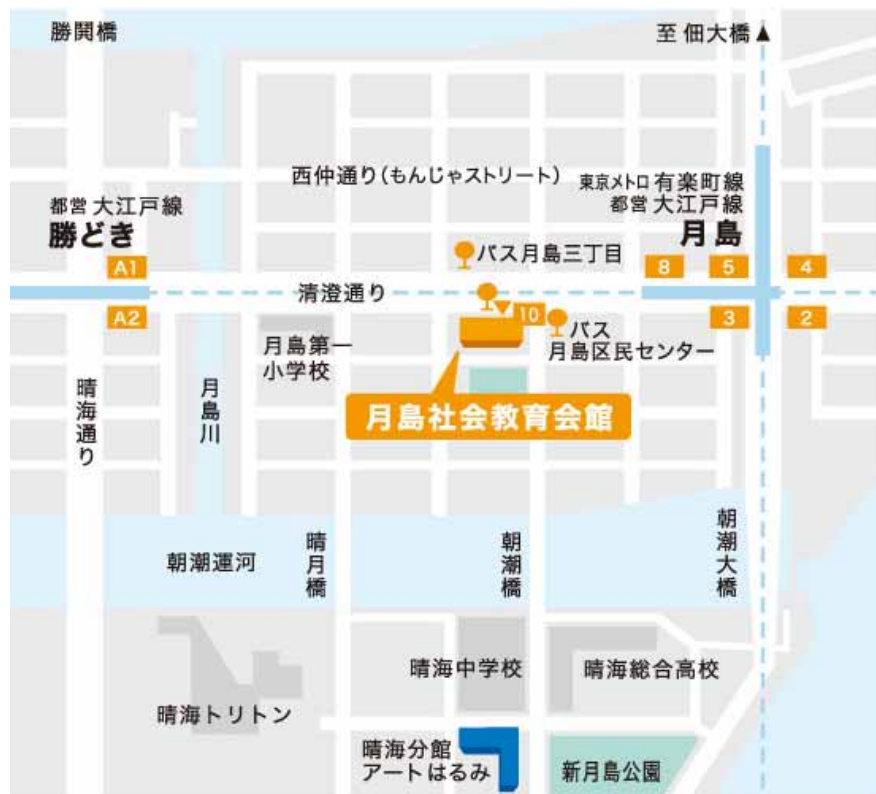 勝鬨橋
至 佃大橋▲
西仲通り(もんじゃストリート)
東京メトロ 有楽町線
都営 大江戸線
月島
都営 大江戸線
勝どき
バス月島三丁目
A1
8
5
4
清澄通り
A2
10
3
2
バス
月島区民センター
月島第一
小学校
晴海通り
月島川
月島社会教育会館
朝潮運河
晴月橋
朝潮橋
朝潮大橋
晴海中学校
晴海総合高校
晴海トリトン
晴海分館
アートはるみ
新月島公園